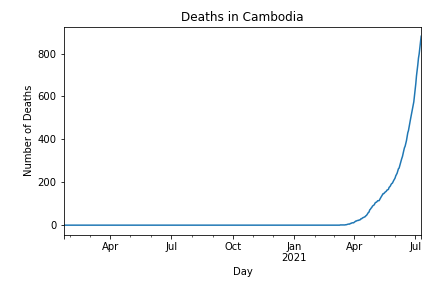 Deaths in Cambodia
Number of Deaths
800
600
400
200
0
Apr
Jul
Oct
Jan
2021
Apr
Jul
Day